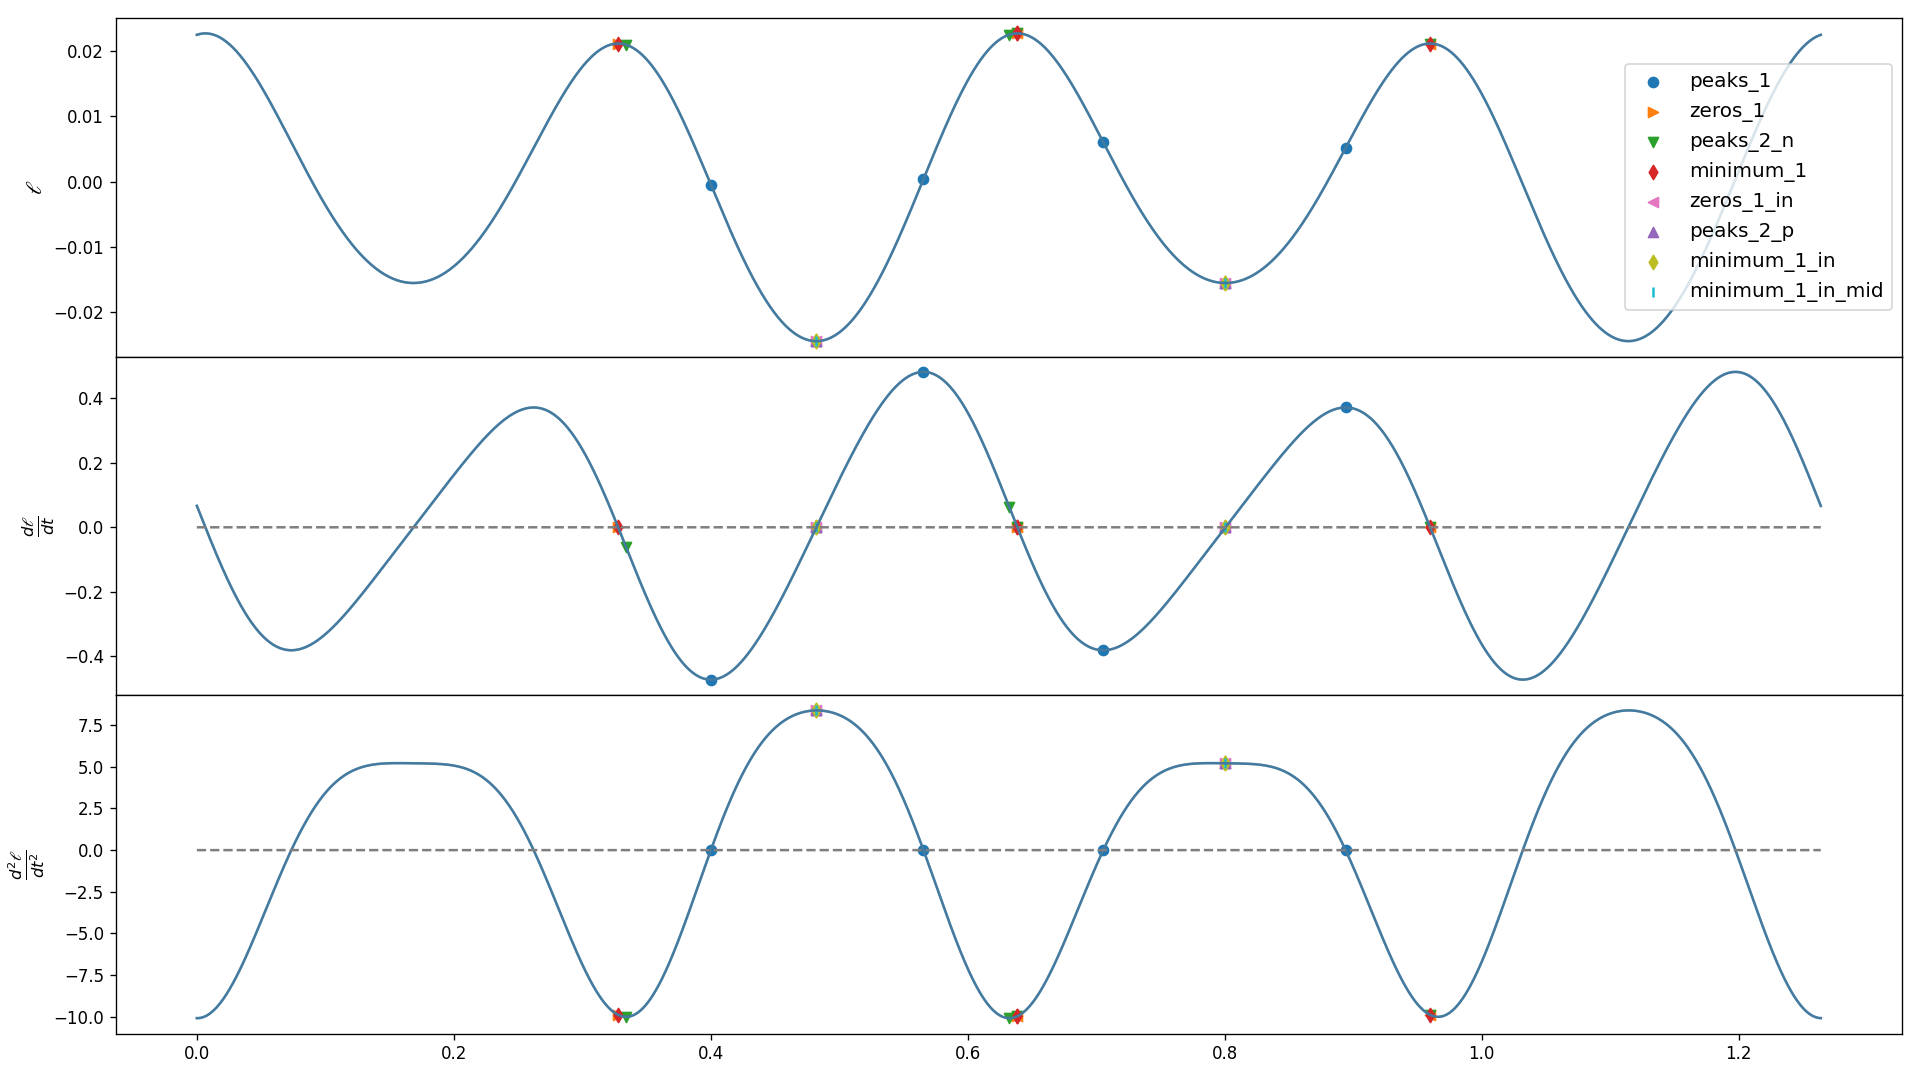 0.02
0.01
0.00
−0.01
−0.02
ℓ
peaks_1
zeros_1
peaks_2_n
minimum_1
zeros_1_in
peaks_2_p
minimum_1_in
minimum_1_in_mid
0.4
0.2
0.0
−0.2
−0.4
dℓ/dt
7.5
5.0
2.5
0.0
−2.5
−5.0
−7.5
−10.0
d²ℓ/dt²
0.0 0.2 0.4 0.6 0.8 1.0 1.2